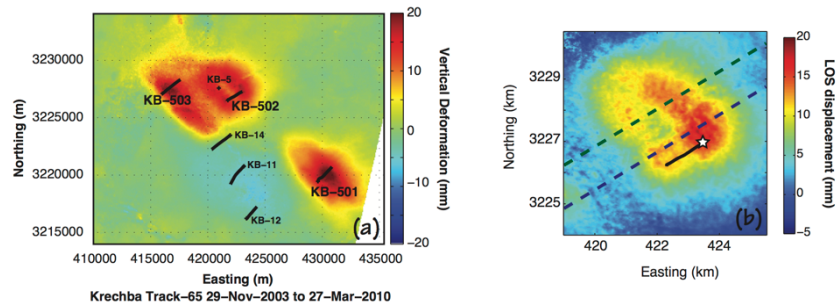 3230000
3225000
3220000
3215000
Northing (m)
410000 415000 420000 425000 430000 435000
Easting (m)
Krechba Track-65 29-Nov-2003 to 27-Mar-2010
KB-5
KB-503
KB-502
KB-14
KB-11
KB-501
KB-12
(a)
20
10
0
-10
-20
Vertical Deformation (mm)
3229
3227
3225
Northing (km)
420 422 424
Easting (km)
(b)
20
15
10
5
0
-5
LOS displacement (mm)